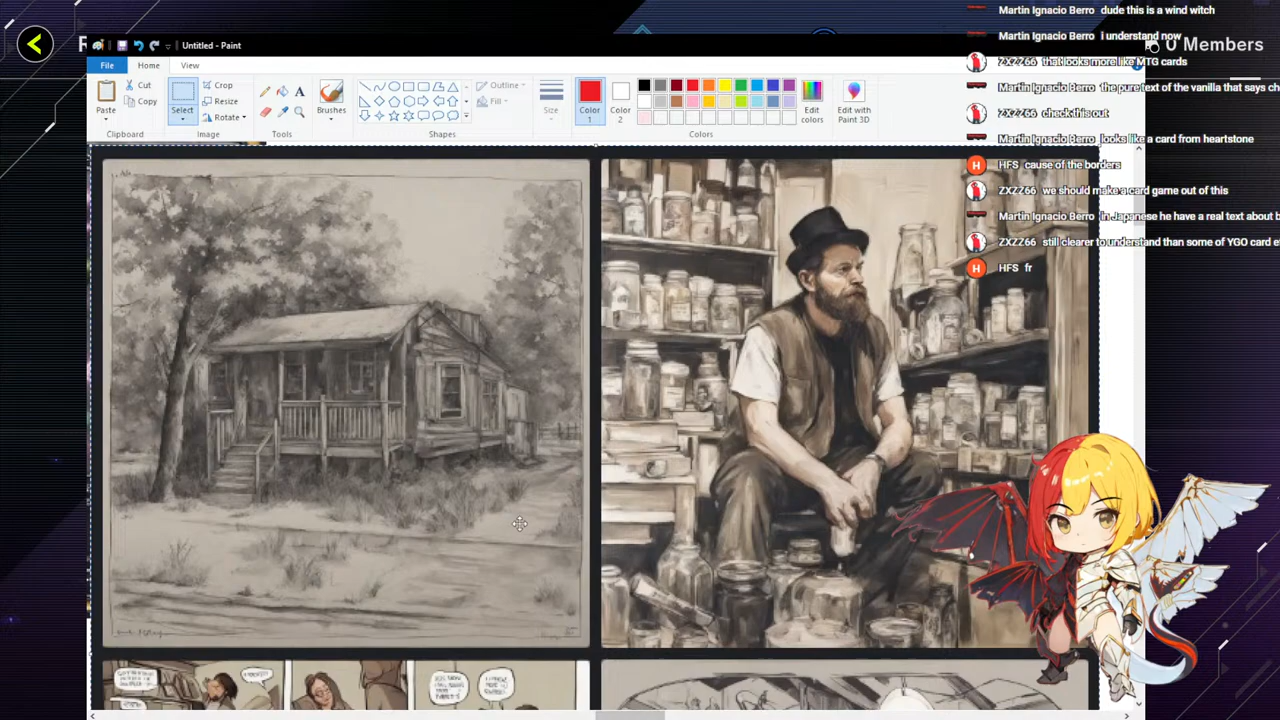 Martin Ignacio Berro dude this is a wind witch
R
Untitled - Paint
Martin Ignacio Berro i understand now
0 Members
File
Home
View
ZXZZ66 that looks more like MTG cards
Cut
Crop
Outline
Martin Ignacio Berro the pure text of the vanilla that says
Paste
Copy
Select
Resize
Rotate
A
Brushes
Fill
Size
Color
1
Color
2
Edit
colors
Edit with
Paint 3D
ZXZZ66 check this out
Clipboard
Image
Tools
Shapes
Colors
Martin Ignacio Berro looks like a card from heartstone
H HFS cause of the borders
ZXZZ66 we should make a card game out of this
Martin Ignacio Berro in Japanese he have a real text about
ZXZZ66 still clearer to understand than some of YGO card
H HFS fr